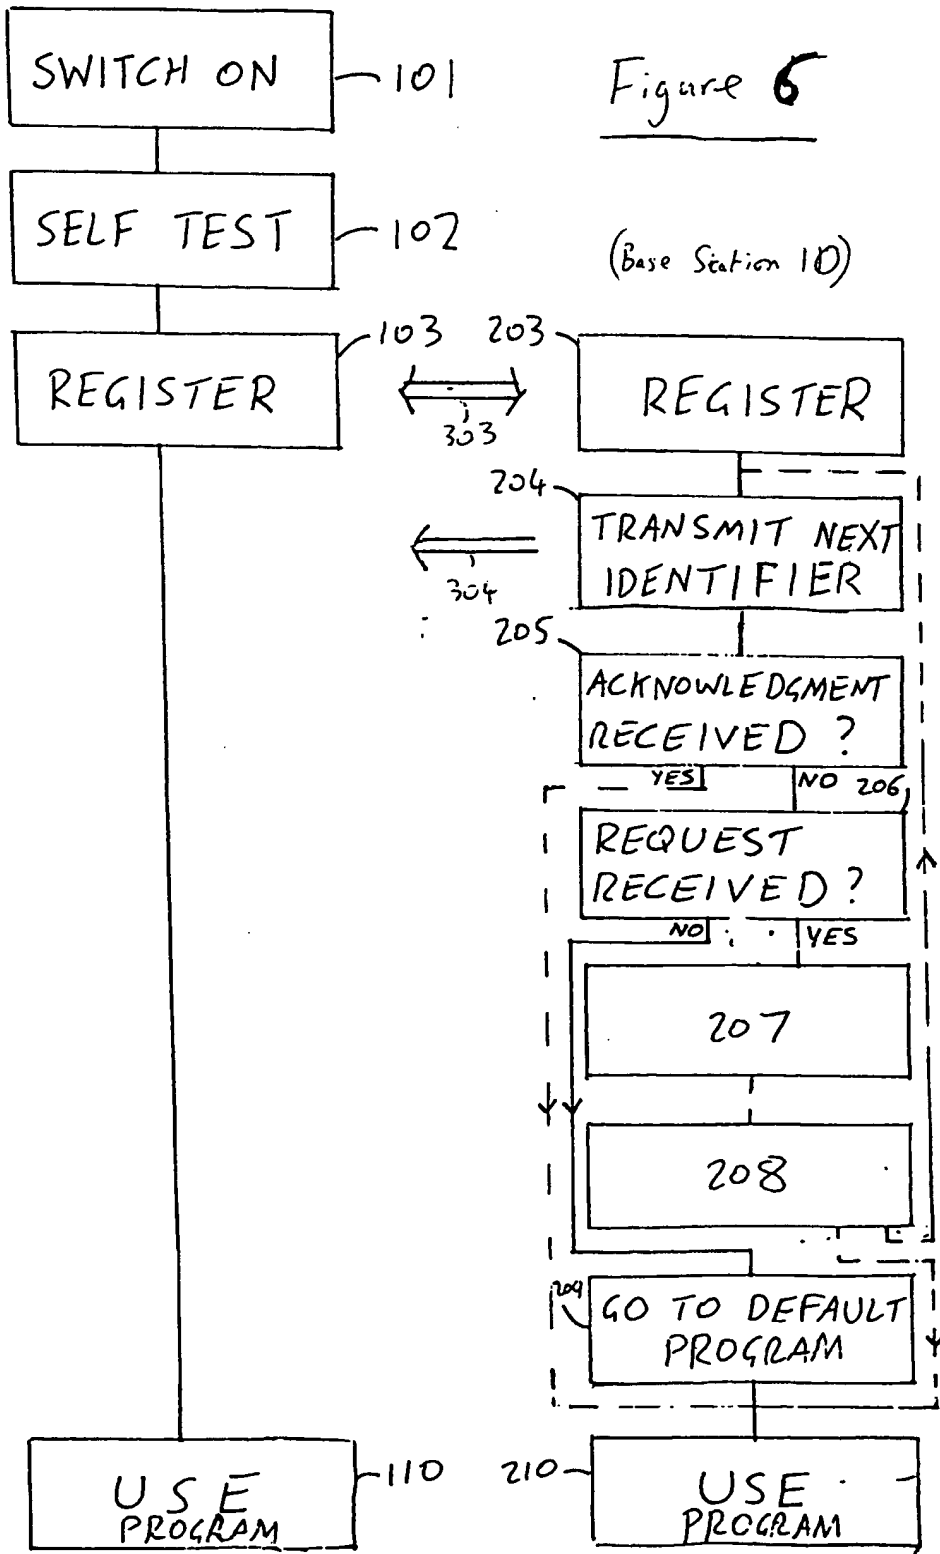 SWITCH ON
101
Figure 6
SELF TEST
102
(Base Station 10)
REGISTER
103
203
REGISTER
303
204
TRANSMIT NEXT
IDENTIFIER
304
205
ACKNOWLEDGMENT
RECEIVED ?
YES
NO
206
REQUEST
RECEIVED ?
NO
YES
207
208
209
GO TO DEFAULT
PROGRAM
USE
PROGRAM
110
210
USE
PROGRAM